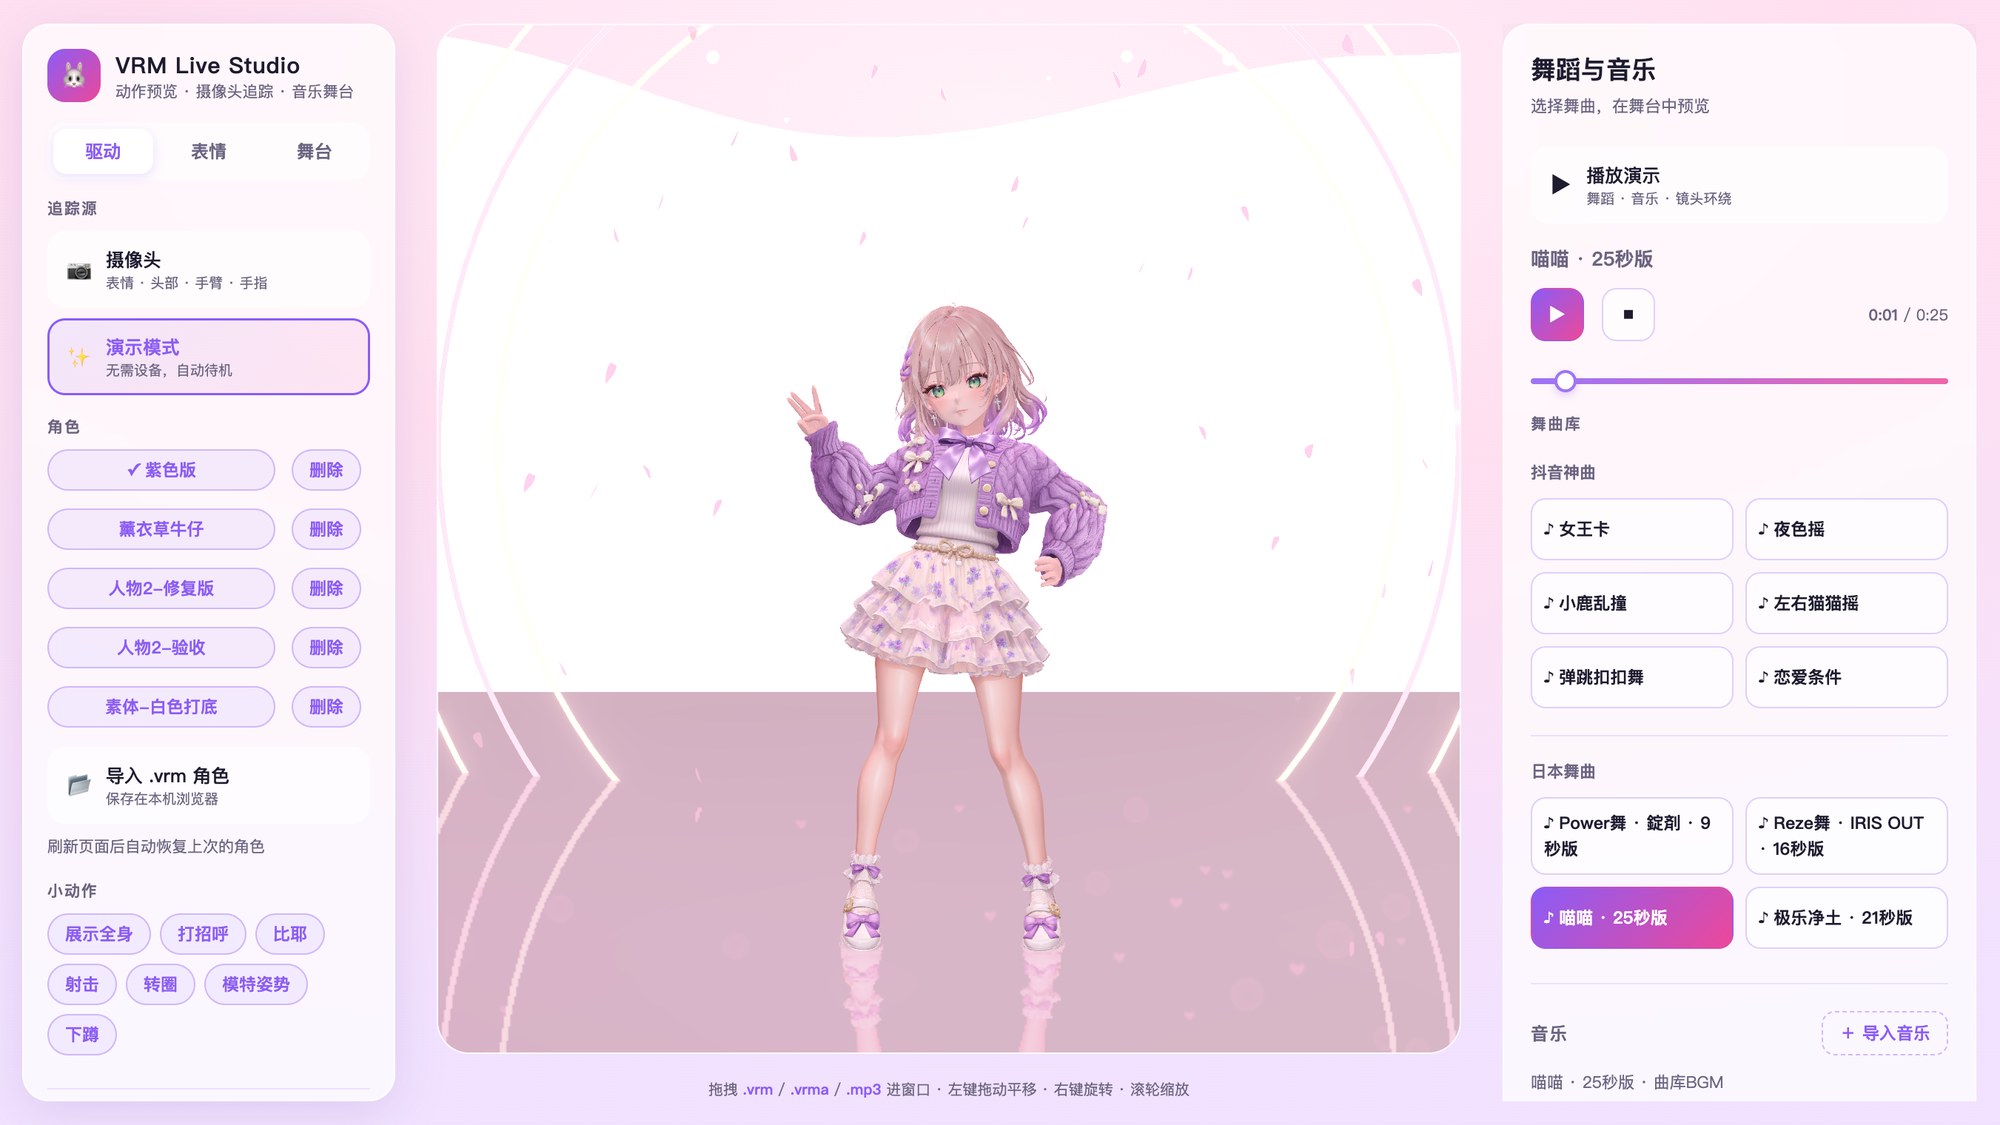 VRM Live Studio
动作预览 · 摄像头追踪 · 音乐舞台
驱动
表情
舞台
追踪源
摄像头
表情 · 头部 · 手臂 · 手指
演示模式
无需设备，自动待机
角色
✓ 紫色版
删除
薰衣草牛仔
删除
人物2-修复版
删除
人物2-验收
删除
素体-白色打底
删除
导入 .vrm 角色
保存在本机浏览器
刷新页面后自动恢复上次的角色
小动作
展示全身
打招呼
比耶
射击
转圈
模特姿势
下蹲
拖拽 .vrm / .vrma / .mp3 进窗口 · 左键拖动平移 · 右键旋转 · 滚轮缩放
舞蹈与音乐
选择舞曲，在舞台中预览
播放演示
舞蹈 · 音乐 · 镜头环绕
喵喵 · 25秒版
0:01 / 0:25
舞曲库
抖音神曲
♪ 女王卡
♪ 夜色摇
♪ 小鹿乱撞
♪ 左右猫猫摇
♪ 弹跳扣扣舞
♪ 恋爱条件
日本舞曲
♪ Power舞 · 錠剤 · 9
秒版
♪ Reze舞 · IRIS OUT
· 16秒版
♪ 喵喵 · 25秒版
♪ 极乐净土 · 21秒版
音乐
+ 导入音乐
喵喵 · 25秒版 · 曲库BGM